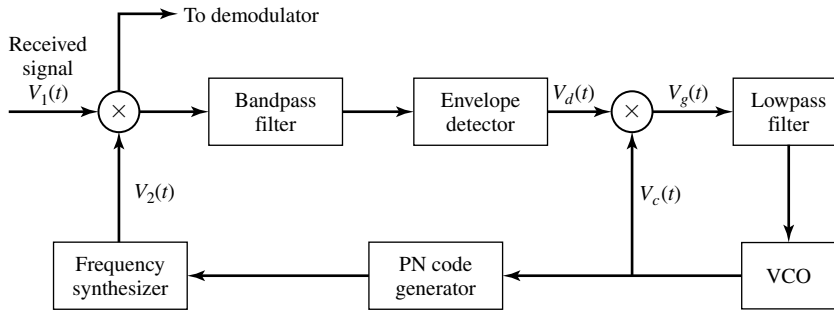 To demodulator
Received
signal
V1(t)
×
Bandpass
filter
Envelope
detector
Vd(t)
×
Vg(t)
Lowpass
filter
V2(t)
Vc(t)
Frequency
synthesizer
PN code
generator
VCO